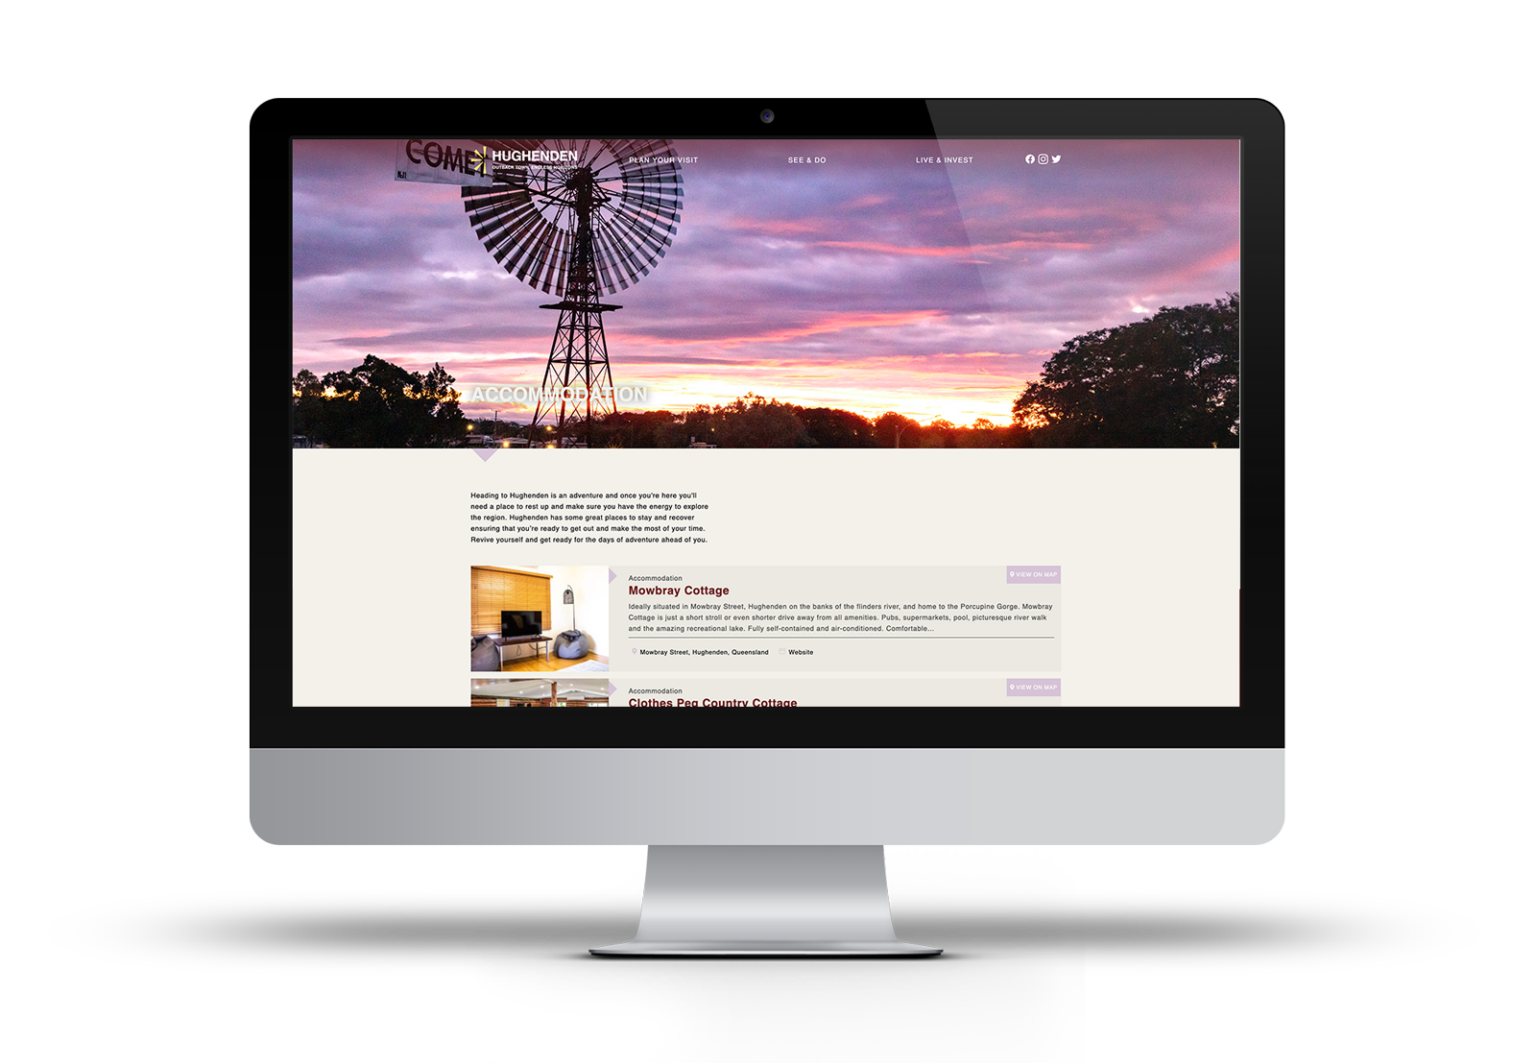 COMET
HUGHENDEN
OUTBACK TOWN, ENDLESS HORIZONS
PLAN YOUR VISIT
SEE & DO
LIVE & INVEST
ACCOMMODATION
Heading to Hughenden is an adventure and once you're here you'll
need a place to rest up and make sure you have the energy to explore
the region. Hughenden has some great places to stay and recover
ensuring that you're ready to get out and make the most of your time.
Revive yourself and get ready for the days of adventure ahead of you.
Accommodation
VIEW ON MAP
Mowbray Cottage
Ideally situated in Mowbray Street, Hughenden on the banks of the flinders river, and home to the Porcupine Gorge. Mowbray
Cottage is just a short stroll or even shorter drive away from all amenities. Pubs, supermarkets, pool, picturesque river walk
and the amazing recreational lake. Fully self-contained and air-conditioned. Comfortable...
Mowbray Street, Hughenden, Queensland
Website
Accommodation
VIEW ON MAP
Clothes Peg Country Cottage